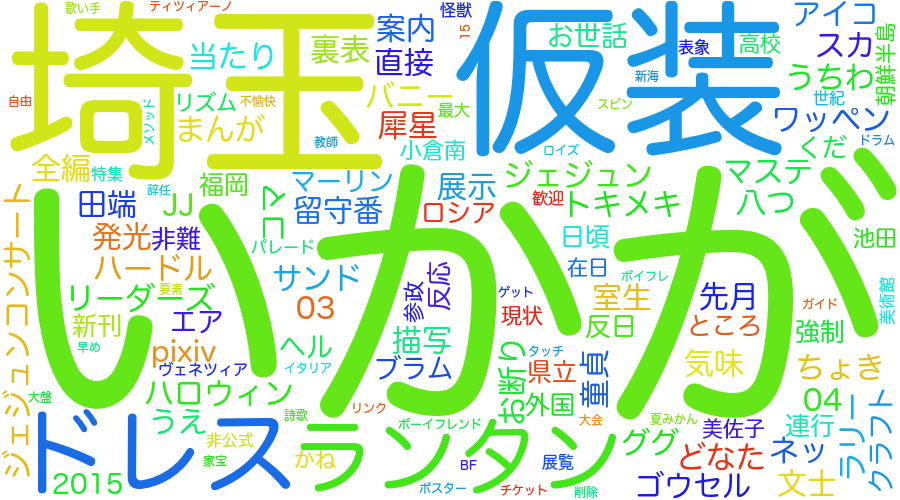 歌い手
ティツィアーノ
怪獣
アイコ
埼玉
仮装
15
案内
お世話
スカ
当たり
裏表
直接
表象
高校
朝鮮半島
バニー
新海
うちわ
自由
メソッド
リズム
不愉快
最大
スピン
世紀
ワッペン
まんが
教師
犀星
小倉南
ロイズ
くだ
ドラム
全編
特集
辞任
福岡
マーリン
展示
ジェジュン
マステ
田端
JJ
マコ
留守番
ロシア
歓迎
トキメキ
八つ
いかがが
発光
非難
パレード
日頃
池田
ハードル
サンド
参政
反応
在日
ボイフレ
リーダーズ
要素
03
ゲット
室生
先月
ガイド
美術館
新刊
エア
現状
反日
ところ
強制
早め
pixiv
ヘル
描写
タッチ
ヴェネツィア
イタリア
ブラム
お断り
県立
童貞
気味
ちょき
ジェジュンコンサート
大盤
ハロウィン
リンク
外国
04
うえ
詩歌
ボーイフレンド
大会
夏みかん
美佐子
運行
ラリー
クラフト
ドレス
ランタン
非公式
家宝
かね
BF
展覧
ググ
どなた
ネッ
2015
ポスター
チケット
削除
ゴウセル
文士